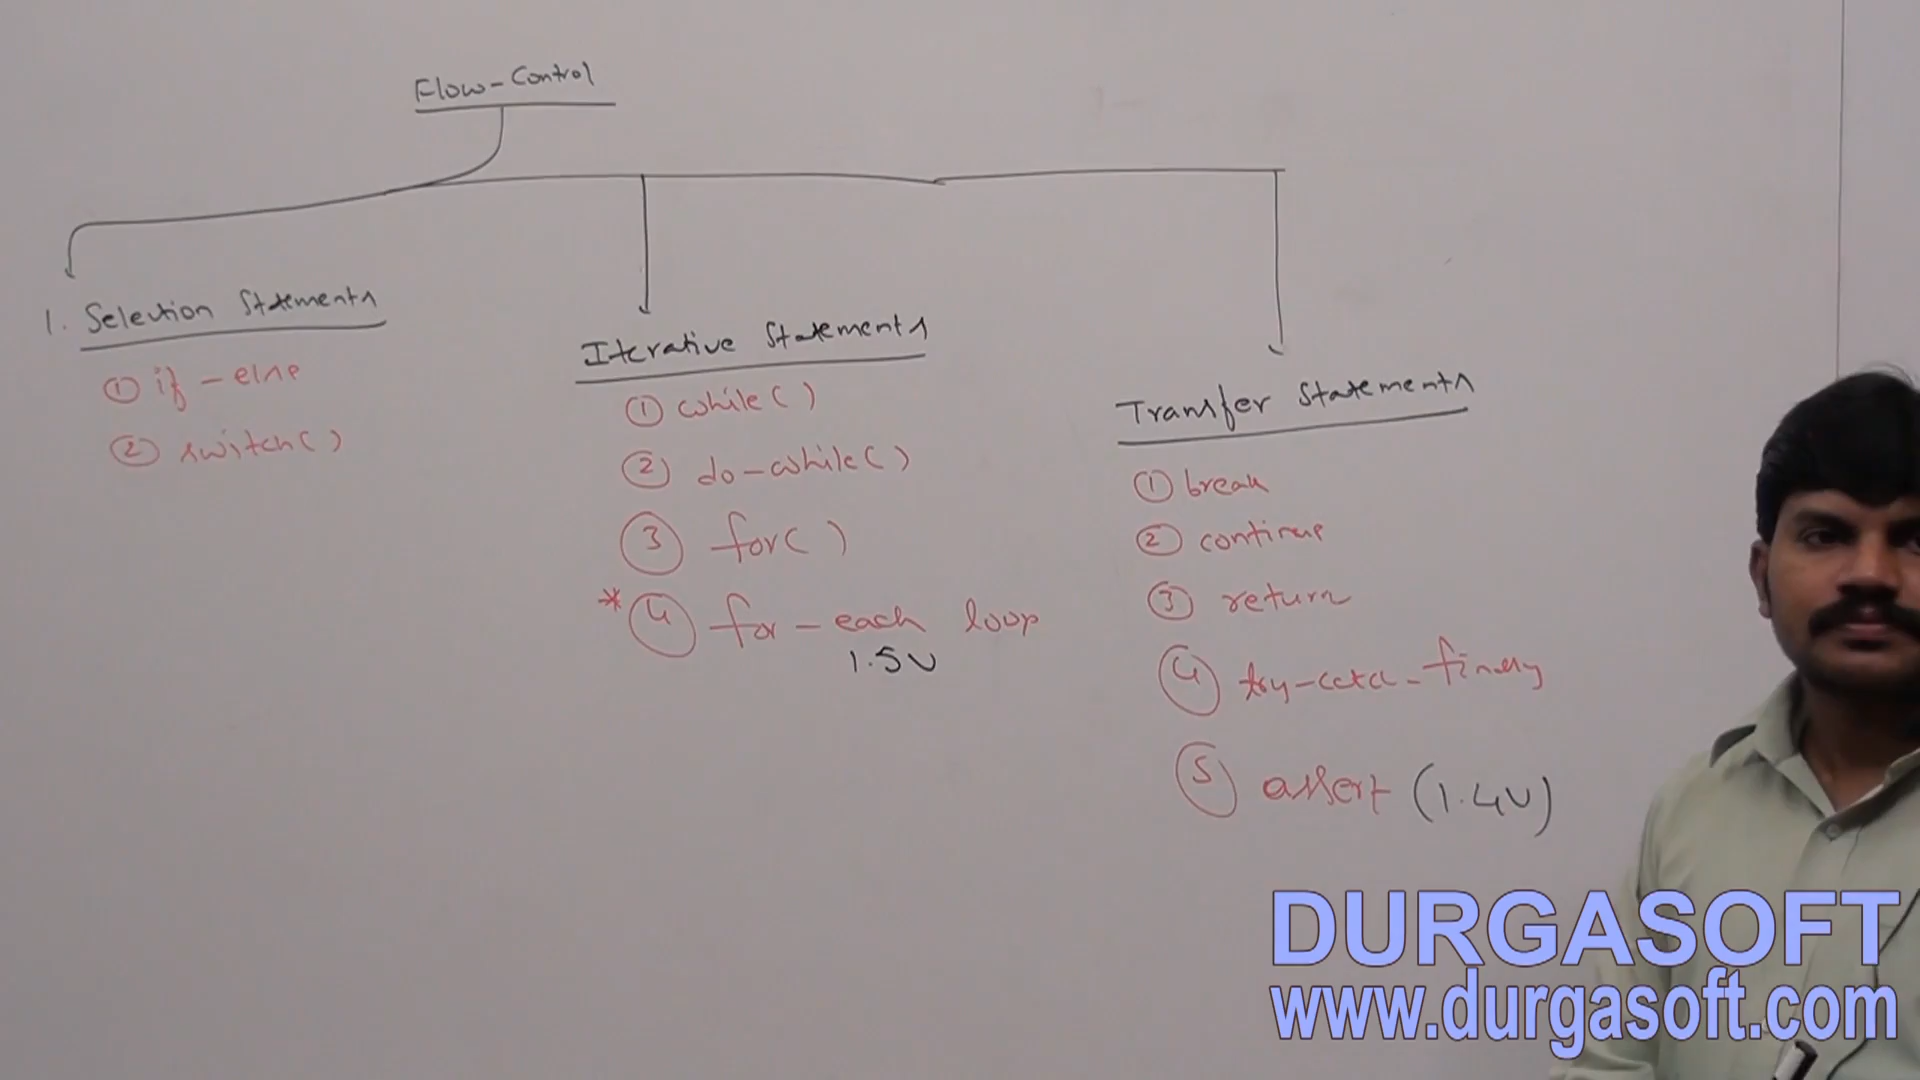 Flow-Control
1. Selection Statements
① if-else
② switch()
Iterative Statements
① while()
② do-while()
③ for()
* ④ for-each loop
1.5V
Transfer Statements
① break
② continue
③ return
④ try-catch-finally
⑤ assert (1.4V)
DURGASOFT
www.durgasoft.com